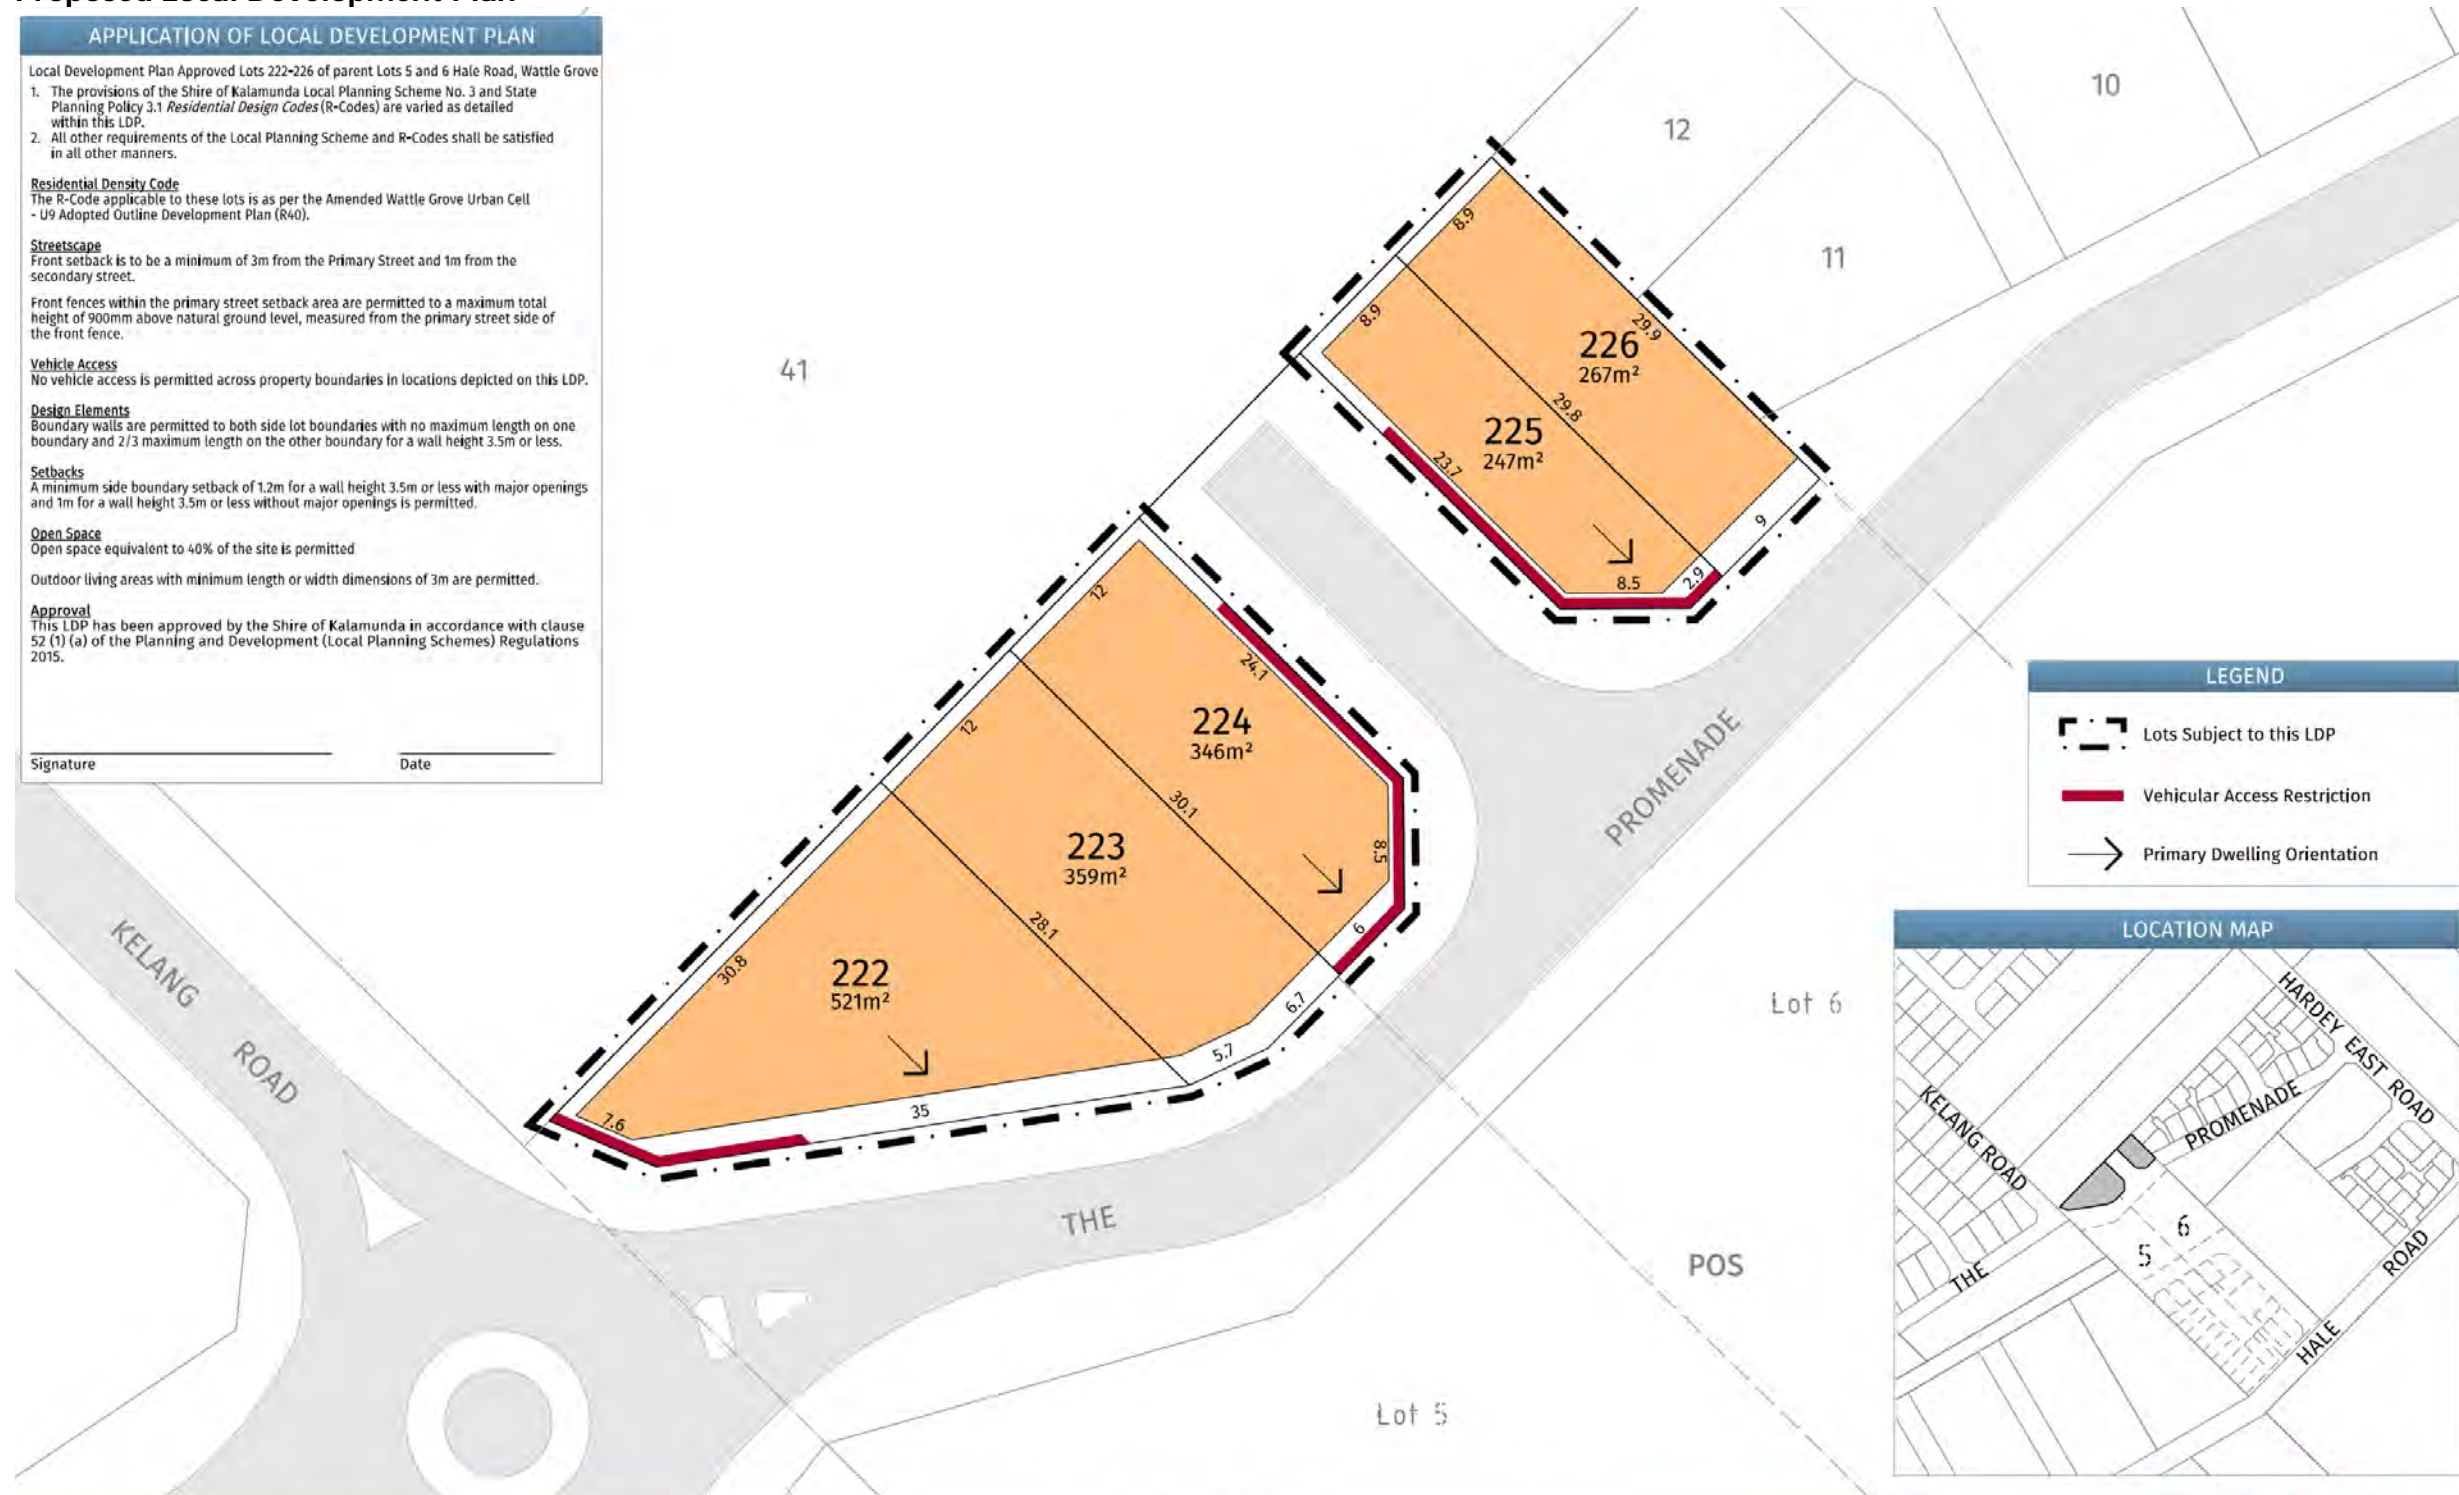 APPLICATION OF LOCAL DEVELOPMENT PLAN
Local Development Plan Approved Lots 222-226 of parent Lots 5 and 6 Hale Road, Wattle Grove
1. The provisions of the Shire of Kalamunda Local Planning Scheme No. 3 and State
Planning Policy 3.1 Residential Design Codes (R-Codes) are varied as detailed
within this LDP.
2. All other requirements of the Local Planning Scheme and R-Codes shall be satisfied
in all other manners.
Residential Density Code
The R-Code applicable to these lots is as per the Amended Wattle Grove Urban Cell
- U9 Adopted Outline Development Plan (R40).
Streetscape
Front setback is to be a minimum of 3m from the Primary Street and 1m from the
secondary street.
Front fences within the primary street setback area are permitted to a maximum total
height of 900mm above natural ground level, measured from the primary street side of
the front fence.
Vehicle Access
No vehicle access is permitted across property boundaries in locations depicted on this LDP.
Design Elements
Boundary walls are permitted to both side lot boundaries with no maximum length on one
boundary and 2/3 maximum length on the other boundary for a wall height 3.5m or less.
Setbacks
A minimum side boundary setback of 1.2m for a wall height 3.5m or less with major openings
and 1m for a wall height 3.5m or less without major openings is permitted.
Open Space
Open space equivalent to 40% of the site is permitted
Outdoor living areas with minimum length or width dimensions of 3m are permitted.
Approval
This LDP has been approved by the Shire of Kalamunda in accordance with clause
52 (1) (a) of the Planning and Development (Local Planning Schemes) Regulations
2015.
Signature Date
10
12
11
41
8.9
8.9
29.9
226
267m²
29.8
225
247m²
23.7
9
8.5
2.9
12
12
24.1
224
346m²
30.1
8.5
223
359m²
28.1
6
6.7
5.7
30.8
222
521m²
35
7.6
KELANG
ROAD
THE
PROMENADE
Lot 6
POS
Lot 5
LEGEND
Lots Subject to this LDP
Vehicular Access Restriction
Primary Dwelling Orientation
LOCATION MAP
HARDEY EAST ROAD
KELANG ROAD
PROMENADE
6
5
THE
HALE ROAD